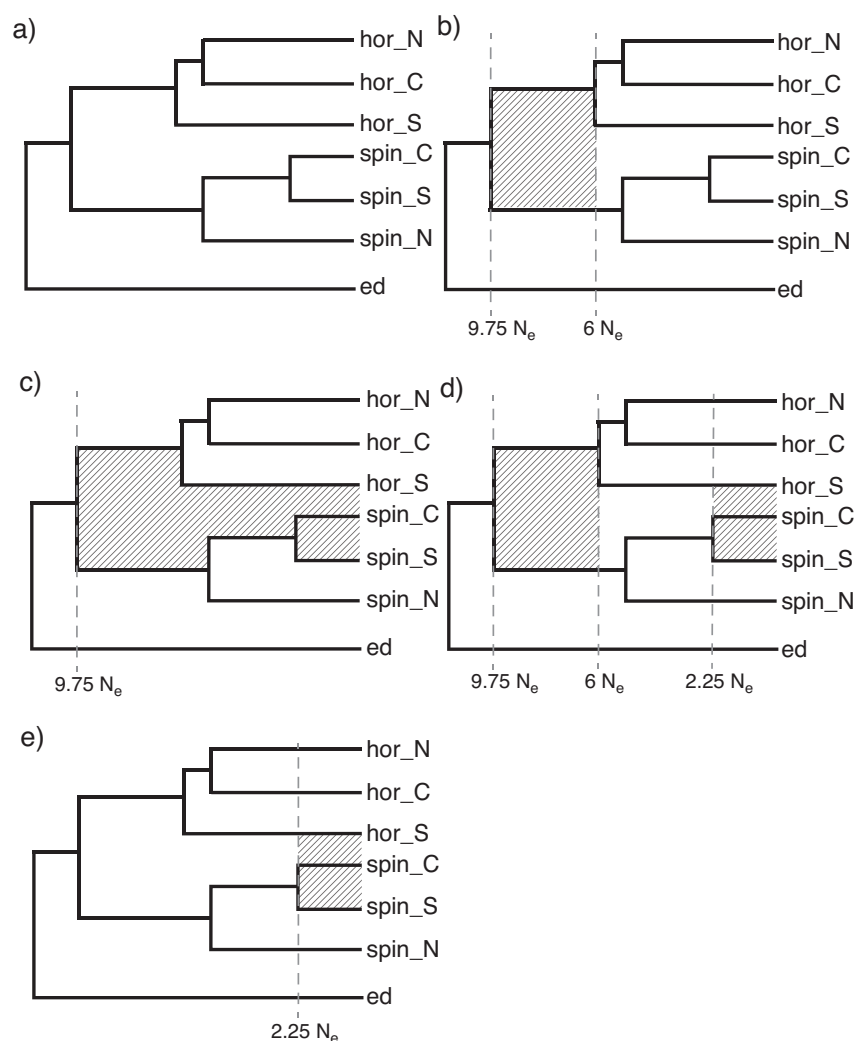 a)
hor_N
hor_C
hor_S
spin_C
spin_S
spin_N
ed
b)
hor_N
hor_C
hor_S
spin_C
spin_S
spin_N
ed
9.75 Ne
6 Ne
c)
hor_N
hor_C
hor_S
spin_C
spin_S
spin_N
ed
9.75 Ne
d)
hor_N
hor_C
hor_S
spin_C
spin_S
spin_N
ed
9.75 Ne
6 Ne
2.25 Ne
e)
hor_N
hor_C
hor_S
spin_C
spin_S
spin_N
ed
2.25 Ne